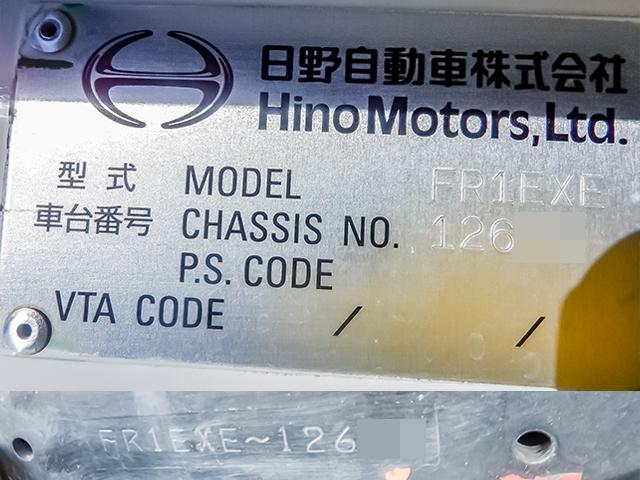 日野自動車株式会社
Hino Motors, Ltd.
型式 MODEL FR1EXE
車台番号 CHASSIS NO. 126
P.S. CODE
VTA CODE / /
FR1EXE~126